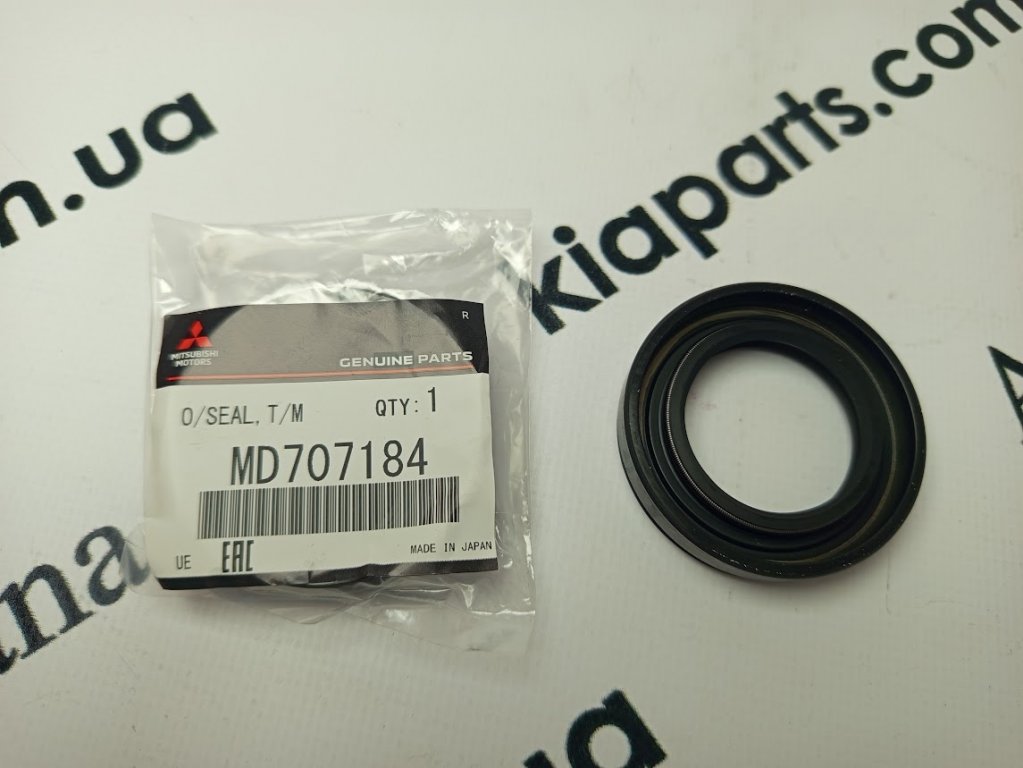 n.ua
kiaparts.com
R
MITSUBISHI
MOTORS
GENUINE PARTS
O/SEAL, T/M QTY: 1
MD707184
UE EAC MADE IN JAPAN